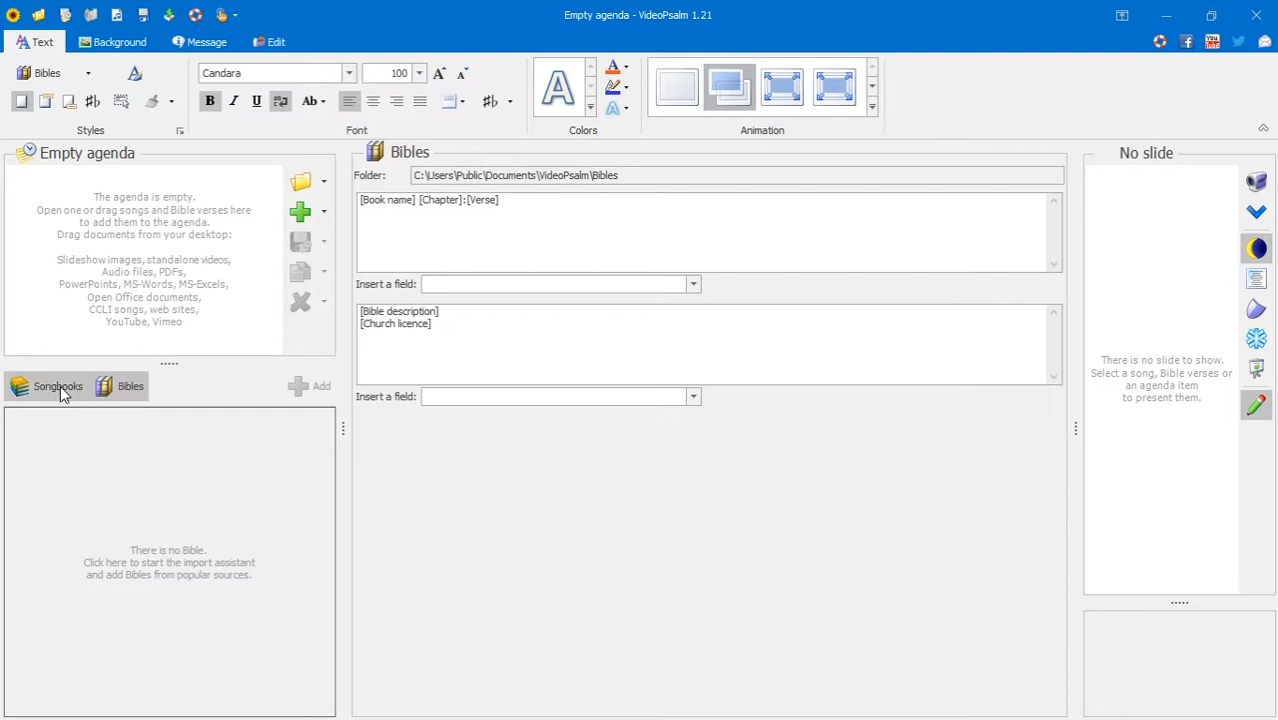 Empty agenda - VideoPsalm 1.21
Text
Background
Message
Edit
You
Tube
Bibles
Candara
100
B
I
U
Ab
Styles
Font
Colors
Animation
Empty agenda
The agenda is empty.
Open one or drag songs and Bible verses here
to add them to the agenda.
Drag documents from your desktop:
Slideshow images, standalone videos,
Audio files, PDFs,
PowerPoints, MS-Words, MS-Excels,
Open Office documents,
CCLI songs, web sites,
YouTube, Vimeo
Songbooks
Bibles
Add
There is no Bible.
Click here to start the import assistant
and add Bibles from popular sources.
Bibles
Folder:
C:\Users\Public\Documents\VideoPsalm\Bibles
[Book name] [Chapter]:[Verse]
Insert a field:
[Bible description]
[Church licence]
Insert a field:
No slide
There is no slide to show.
Select a song, Bible verses or
an agenda item
to present them.